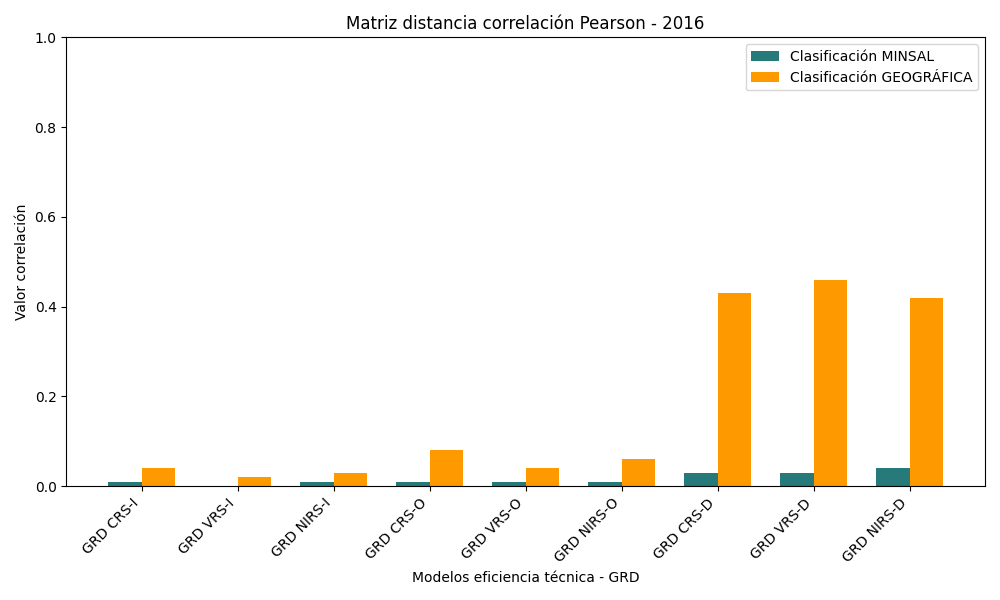 Matriz distancia correlación Pearson - 2016
Clasificación MINSAL
Clasificación GEOGRÁFICA
Valor correlación
1.0
0.8
0.6
0.4
0.2
0.0
GRD CRS-I
GRD VRS-I
GRD NIRS-I
GRD CRS-O
GRD VRS-O
GRD NIRS-O
GRD CRS-D
GRD VRS-D
GRD NIRS-D
Modelos eficiencia técnica - GRD